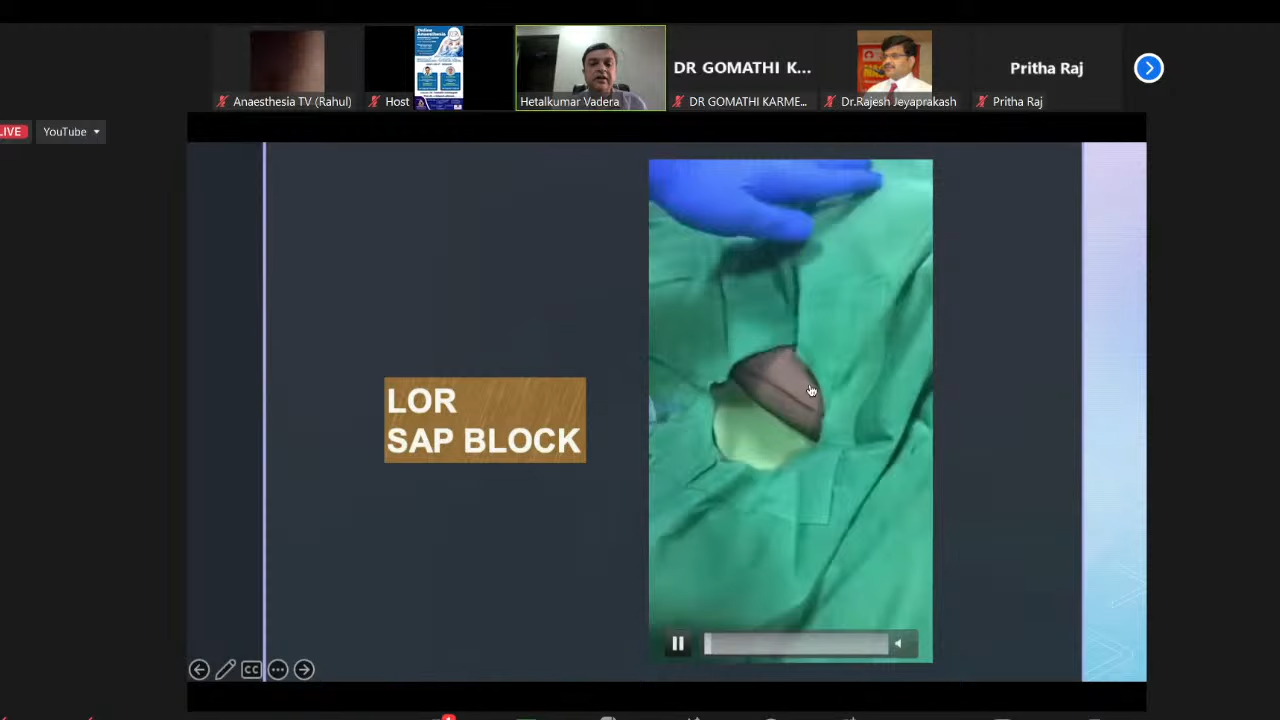 DR GOMATHI K...
Pritha Raj
Anaesthesia TV (Rahul)
Host
Hetalkumar Vadera
DR GOMATHI KARME...
Dr.Rajesh Jeyaprakash
Pritha Raj
LIVE
YouTube
LOR
SAP BLOCK
CC